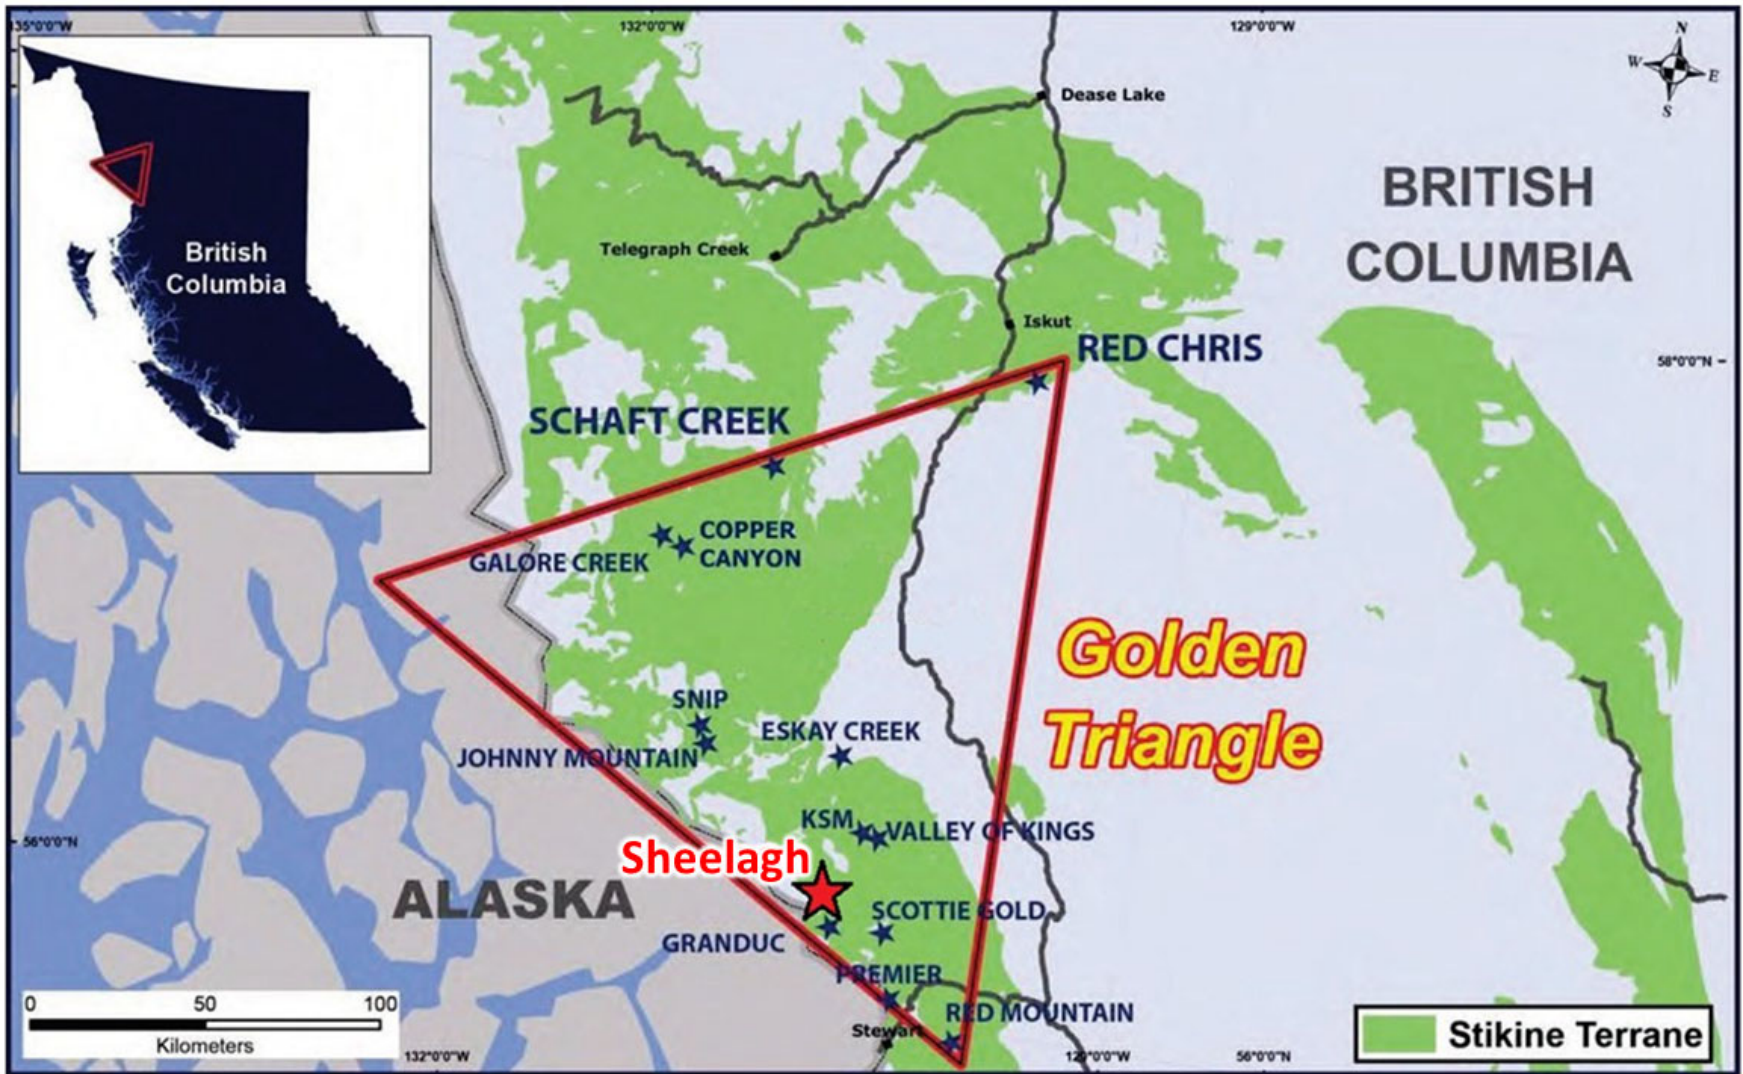 135°0'0"W
132°0'0"W
129°0'0"W
N
W
E
S
Dease Lake
BRITISH
COLUMBIA
British
Columbia
Telegraph Creek
Iskut
RED CHRIS
58°0'0"N
SCHAFT CREEK
COPPER
CANYON
GALORE CREEK
Golden
Triangle
SNIP
ESKAY CREEK
JOHNNY MOUNTAIN
KSM
VALLEY OF KINGS
56°0'0"N
Sheelagh
ALASKA
SCOTTIE GOLD
GRANDUC
PREMIER
RED MOUNTAIN
Stewart
0 50 100
Kilometers
132°0'0"W
129°0'0"W
56°0'0"N
Stikine Terrane